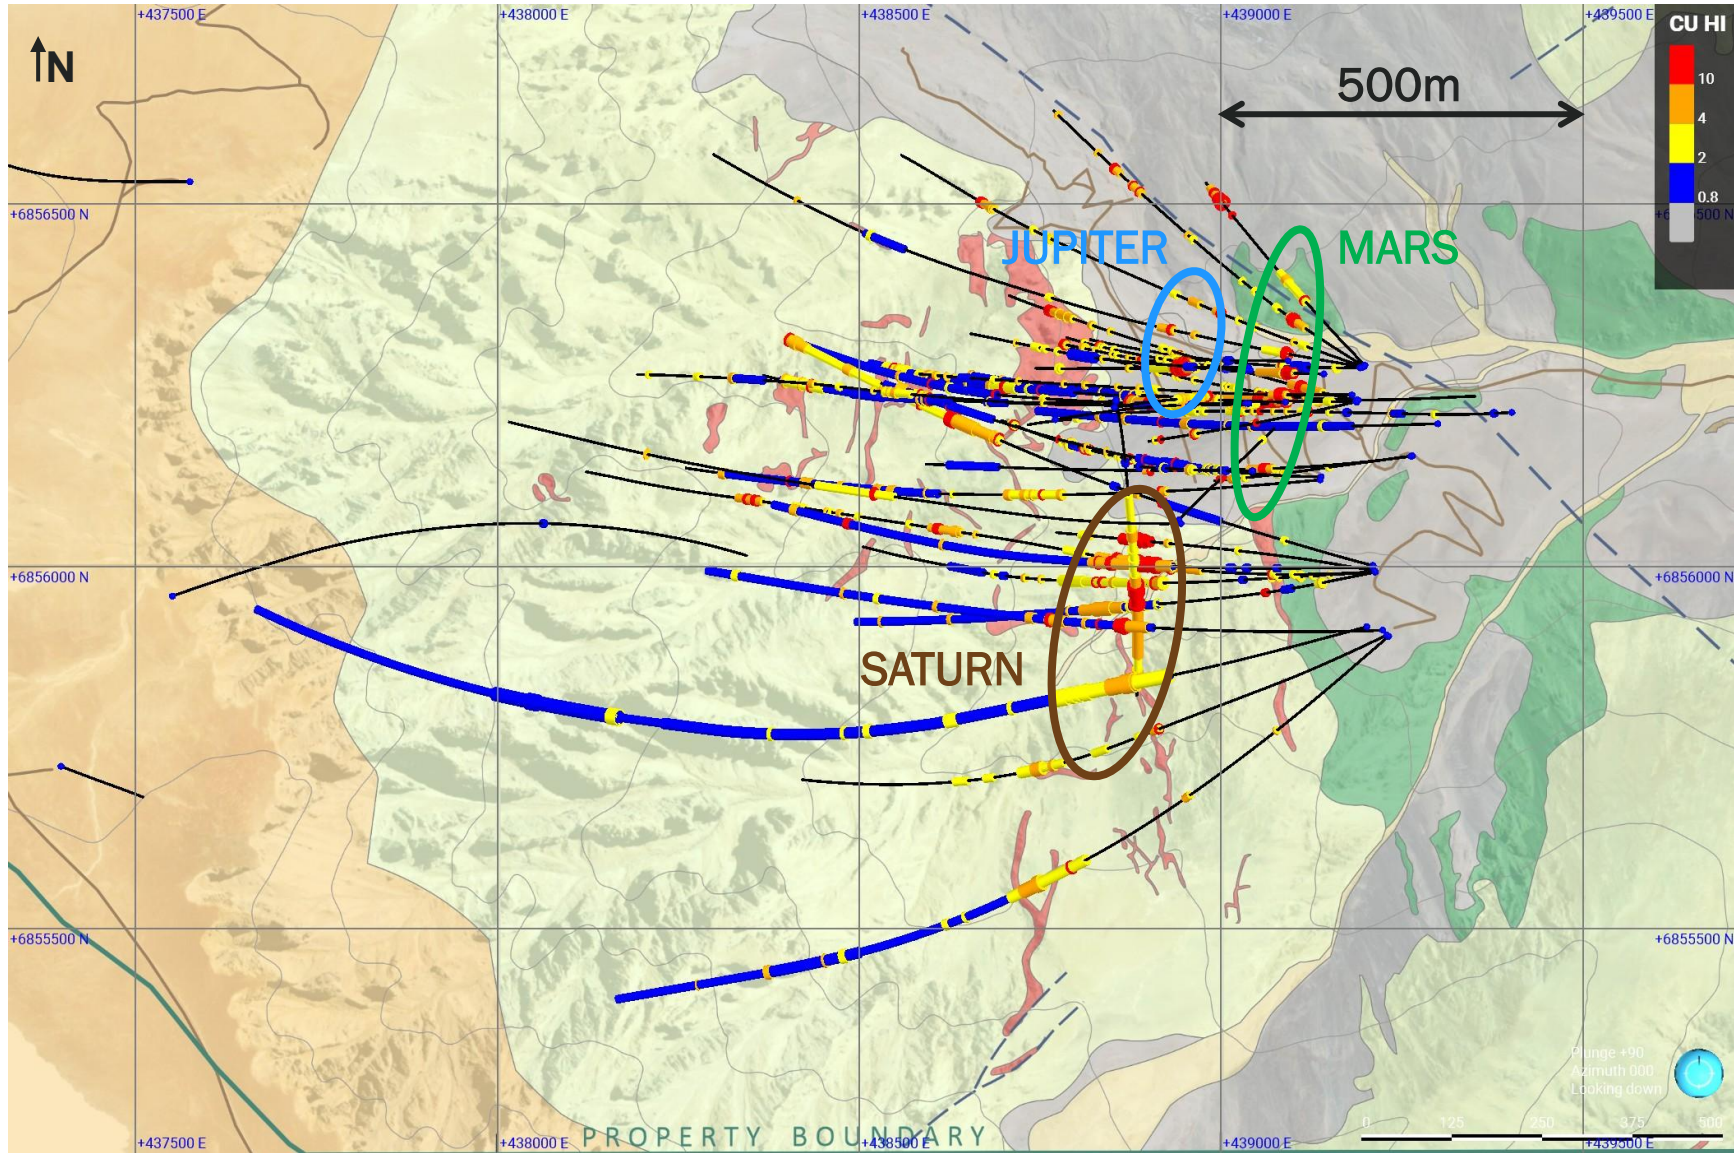 +437500 E
+438000 E
+438500 E
+439000 E
+439500 E
CU HI
10
4
2
0.8
N
500m
+6856500 N
JUPITER
MARS
+6856000 N
+6856000 N
SATURN
+6855500 N
+6855500 N
Plunge +90
Azimuth 000
Looking down
0 125 250 375 500
+437500 E
+438000 E
+438500 E
+439000 E
+439500 E
PROPERTY BOUNDARY